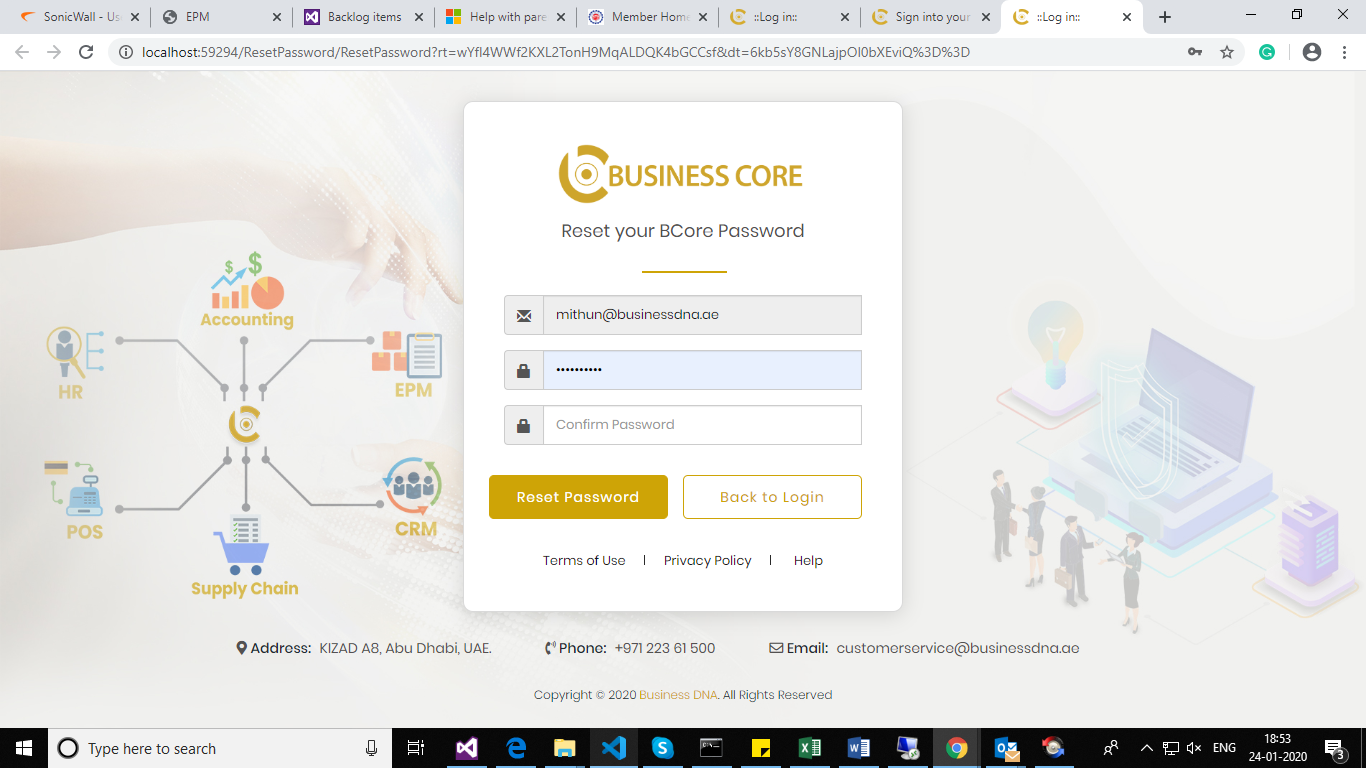 SonicWall - Us
EPM
Backlog items
Help with pare
Member Home
::Log in::
Sign into your
::Log in::
localhost:59294/ResetPassword/ResetPassword?rt=wYfl4WWf2KXL2TonH9MqALDQK4bGCCsf&dt=6kb5sY8GNLajpOI0bXEviQ%3D%3D
BUSINESS CORE
Reset your BCore Password
mithun@businessdna.ae
••••••••••
Confirm Password
Reset Password
Back to Login
Terms of Use | Privacy Policy | Help
Accounting
HR
EPM
POS
CRM
Supply Chain
Address: KIZAD A8, Abu Dhabi, UAE.
Phone: +971 223 61 500
Email: customerservice@businessdna.ae
Copyright © 2020 Business DNA. All Rights Reserved
Type here to search
ENG
18:53
24-01-2020
3